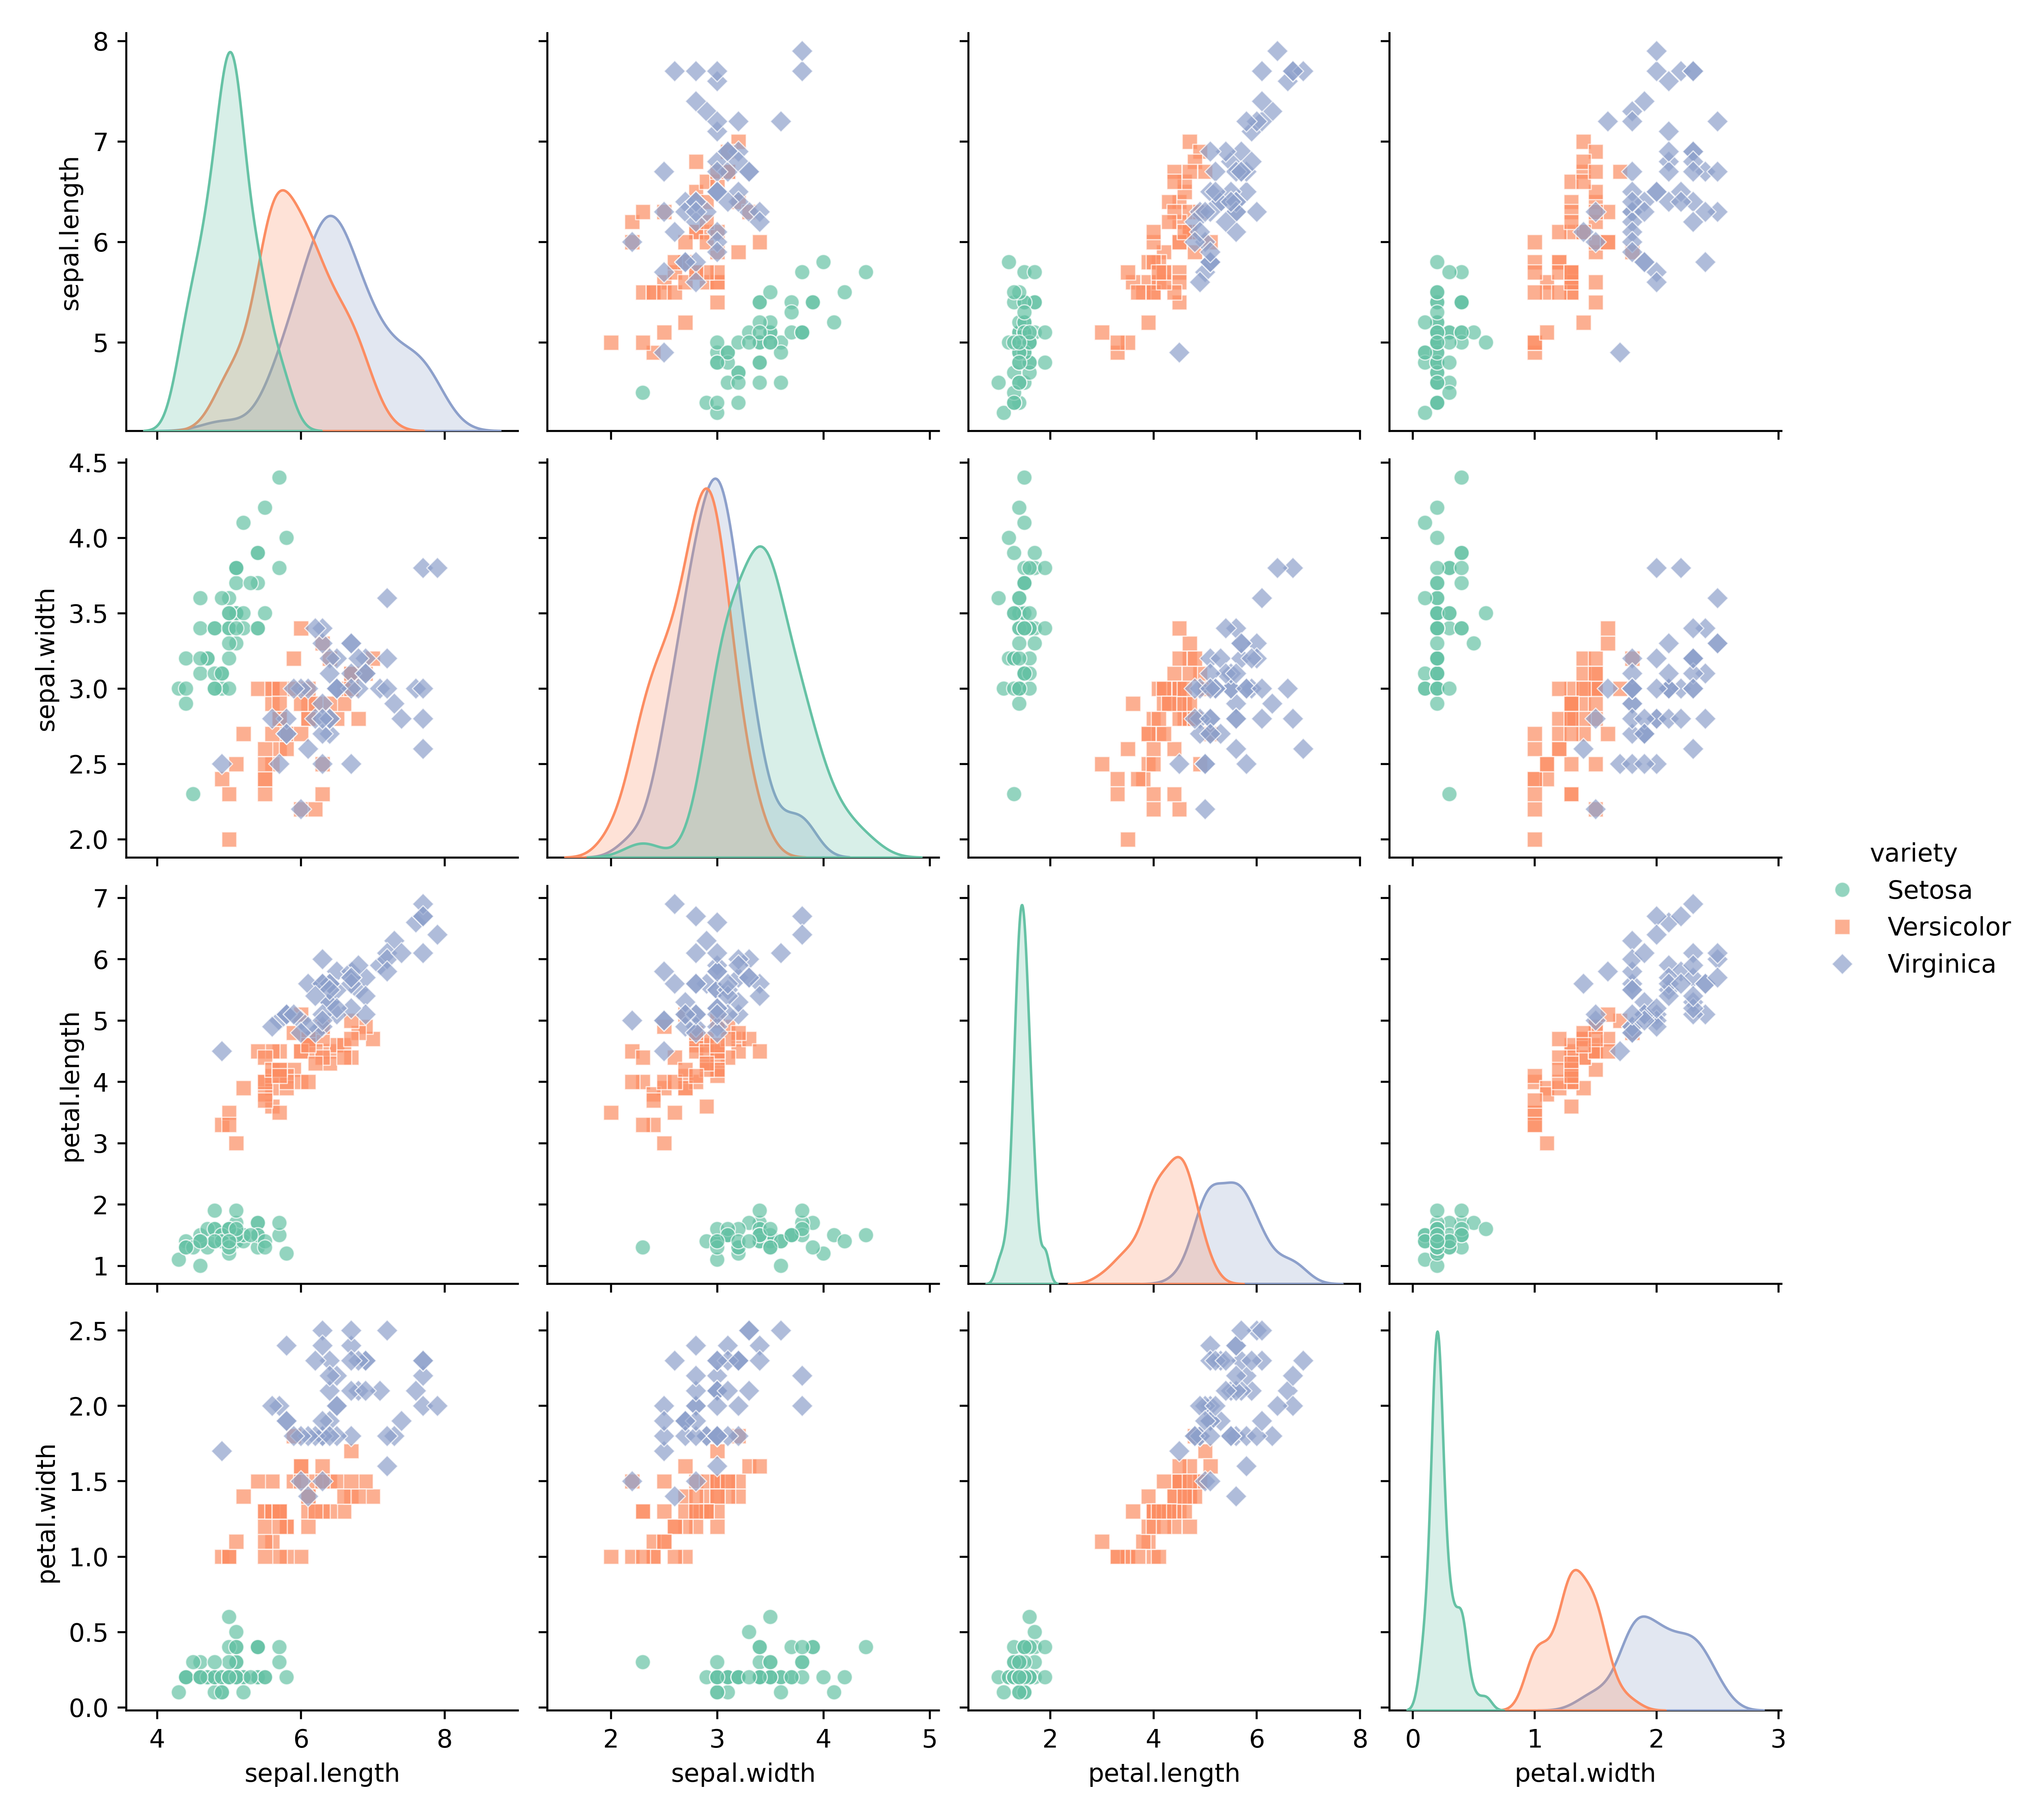 8
7
6
5
sepal.length
4.5
4.0
3.5
3.0
2.5
2.0
sepal.width
7
6
5
4
3
2
1
petal.length
2.5
2.0
1.5
1.0
0.5
0.0
petal.width
4 6 8
sepal.length
2 3 4 5
sepal.width
2 4 6 8
petal.length
0 1 2 3
petal.width
variety
Setosa
Versicolor
Virginica